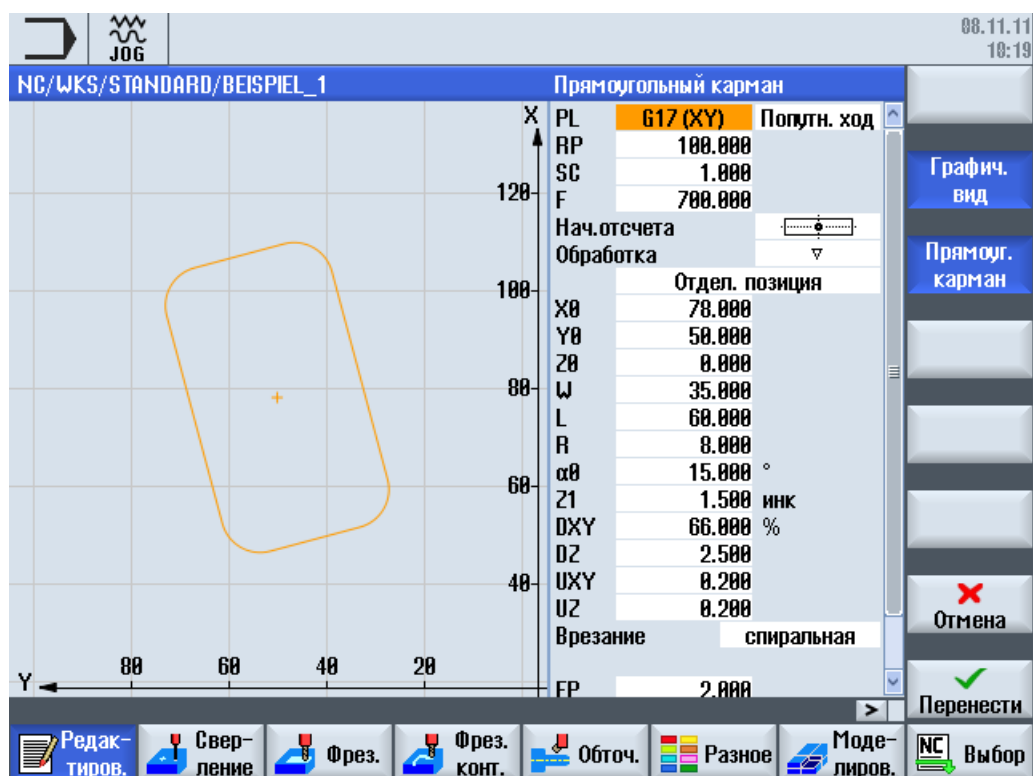 08.11.11
JOG
10:19
NC/WKS/STANDARD/BEISPIEL_1
Прямоугольный карман
X
120
100
80
60
40
80 60 40 20
Y
PL G17 (XY) Попутн. ход
RP 100.000
SC 1.000
F 700.000
Нач.отсчета
Обработка ▽
Отдел. позиция
X0 78.000
Y0 50.000
Z0 0.000
W 35.000
L 60.000
R 8.000
α0 15.000 °
Z1 1.500 инк
DXY 66.000 %
DZ 2.500
UXY 0.200
UZ 0.200
Врезание спиральная
EP 2.000
Графич.
вид
Прямоуг.
карман
Отмена
Перенести
Редак-
тиров.
Свер-
ление
Фрез.
Фрез.
конт.
Обточ.
Разное
Моде-
лиров.
NC
Выбор